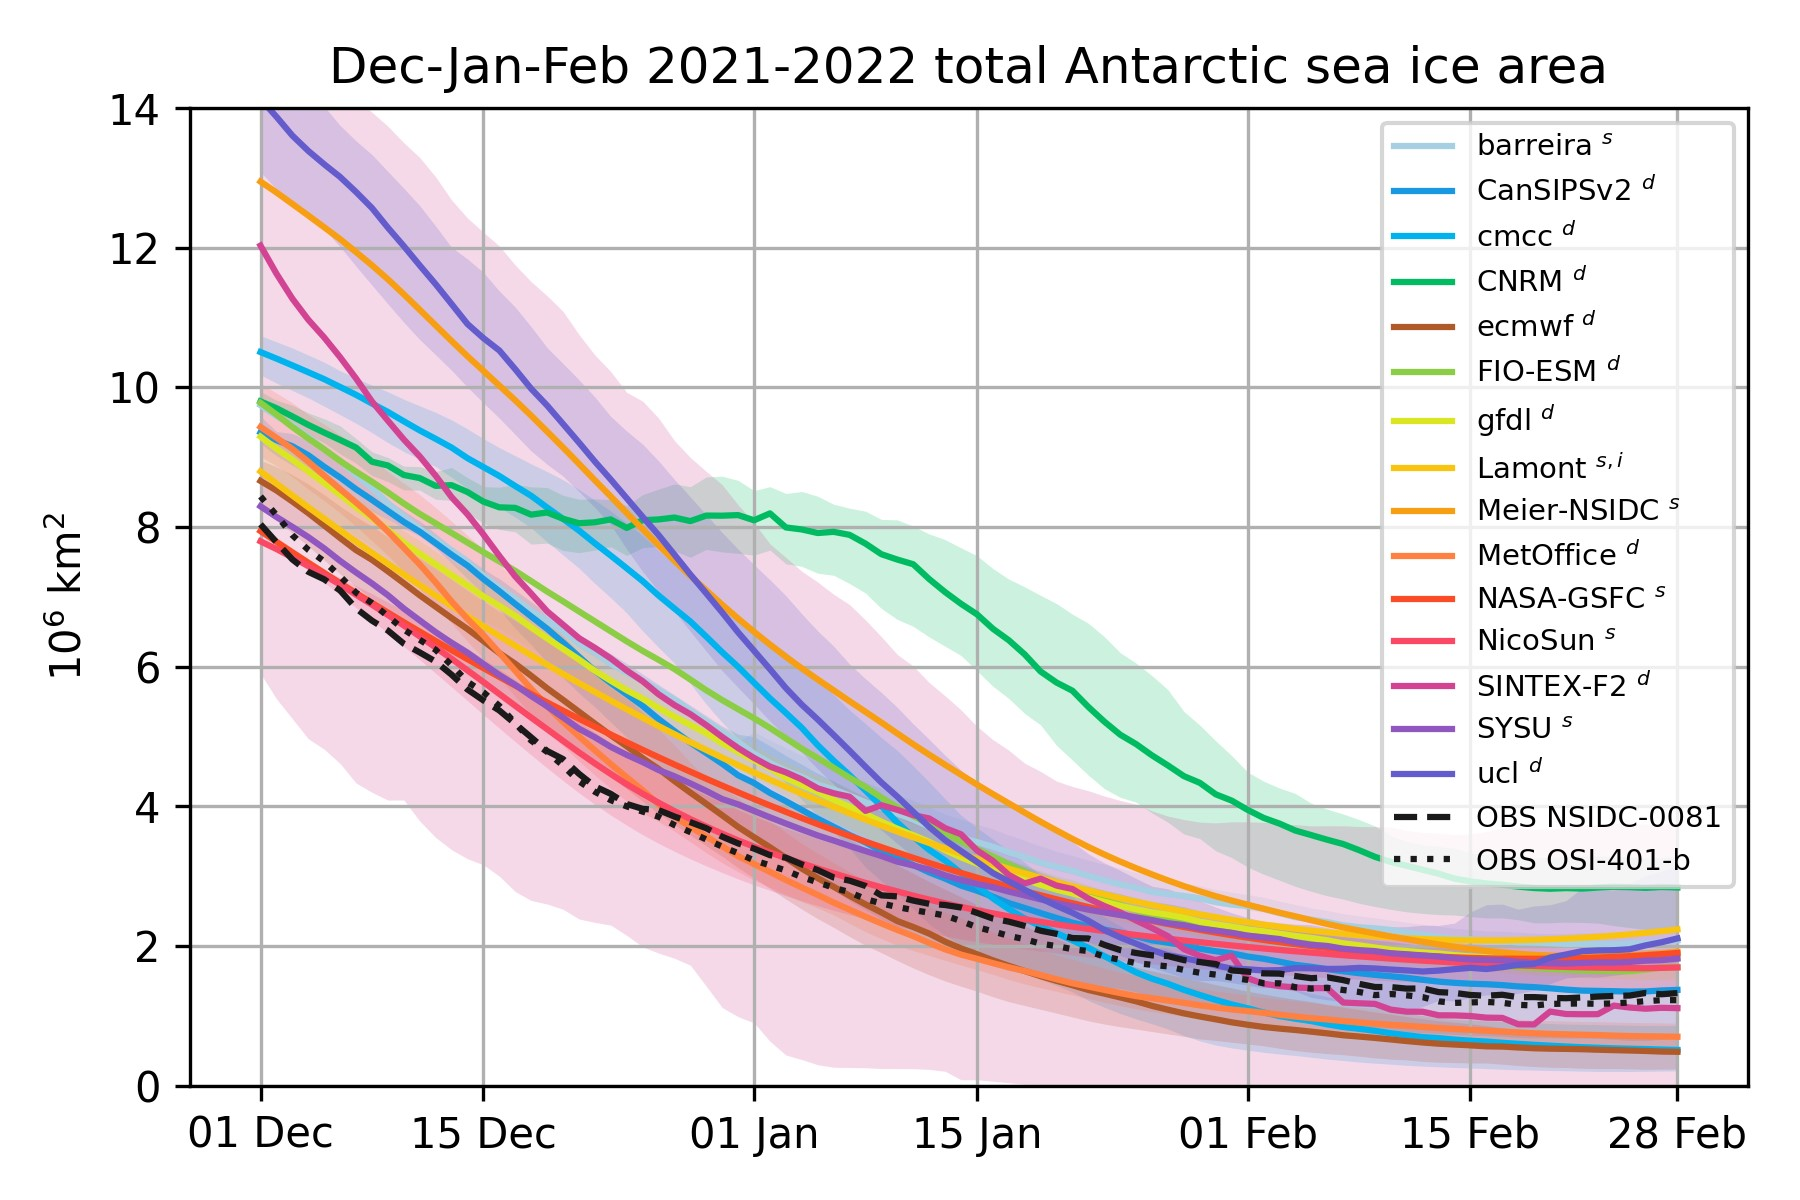 Dec-Jan-Feb 2021-2022 total Antarctic sea ice area
10⁶ km²
14
12
10
8
6
4
2
0
01 Dec 15 Dec 01 Jan 15 Jan 01 Feb 15 Feb 28 Feb
barreira ˢ
CanSIPSv2 ᵈ
cmcc ᵈ
CNRM ᵈ
ecmwf ᵈ
FIO-ESM ᵈ
gfdl ᵈ
Lamont ˢ,ⁱ
Meier-NSIDC ˢ
MetOffice ᵈ
NASA-GSFC ˢ
NicoSun ˢ
SINTEX-F2 ᵈ
SYSU ˢ
ucl ᵈ
OBS NSIDC-0081
OBS OSI-401-b